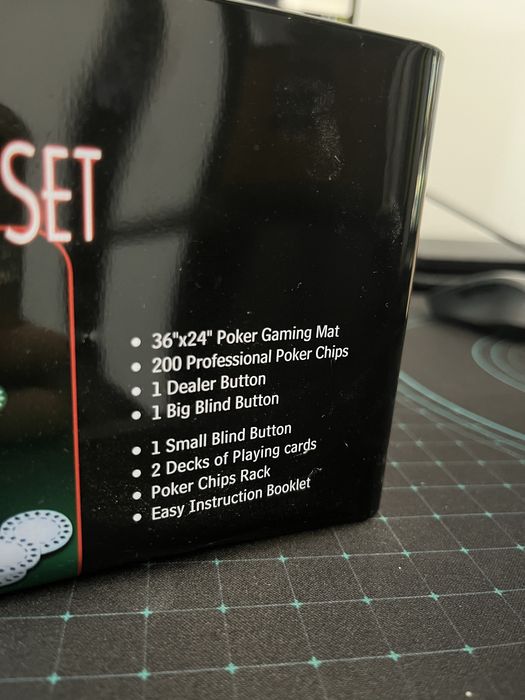 SET
• 36"x24" Poker Gaming Mat
• 200 Professional Poker Chips
• 1 Dealer Button
• 1 Big Blind Button
• 1 Small Blind Button
• 2 Decks of Playing cards
• Poker Chips Rack
• Easy Instruction Booklet